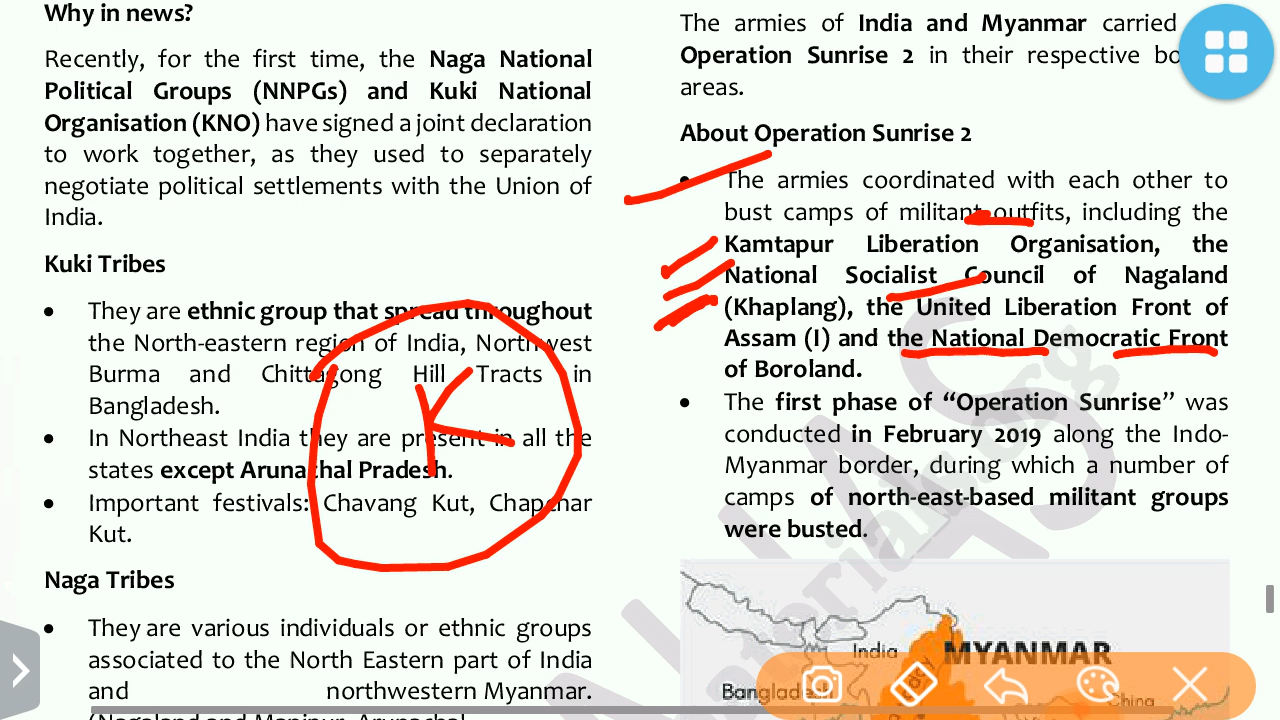 Why in news?
Recently, for the first time, the Naga National
Political Groups (NNPGs) and Kuki National
Organisation (KNO) have signed a joint declaration
to work together, as they used to separately
negotiate political settlements with the Union of
India.
Kuki Tribes
• They are ethnic group that spread throughout
the North-eastern region of India, Northwest
Burma and Chittagong Hill Tracts in
Bangladesh.
• In Northeast India they are present in all the
states except Arunachal Pradesh.
• Important festivals: Chavang Kut, Chapchar
Kut.
K
Naga Tribes
• They are various individuals or ethnic groups
associated to the North Eastern part of India
and northwestern Myanmar.
(Nagaland and Manipur, Arunachal
The armies of India and Myanmar carried
Operation Sunrise 2 in their respective bo
areas.
About Operation Sunrise 2
• The armies coordinated with each other to
bust camps of militant outfits, including the
Kamtapur Liberation Organisation, the
National Socialist Council of Nagaland
(Khaplang), the United Liberation Front of
Assam (I) and the National Democratic Front
of Boroland.
• The first phase of “Operation Sunrise” was
conducted in February 2019 along the Indo-
Myanmar border, during which a number of
camps of north-east-based militant groups
were busted.
India MYANMAR
Bangladesh China